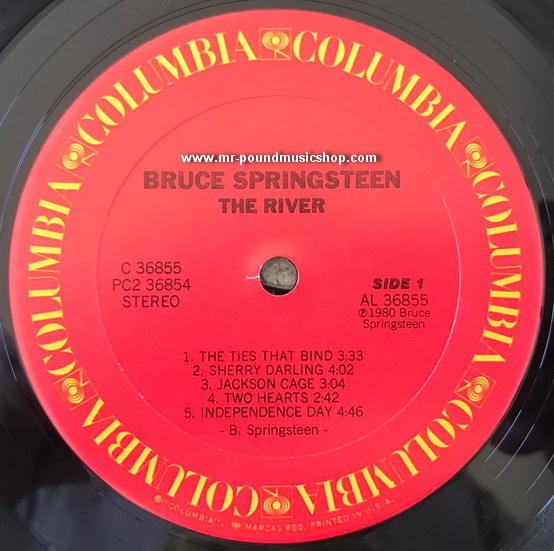 COLUMBIA COLUMBIA COLUMBIA COLUMBIA COLUMBIA COLUMBIA
www.mr-poundmusicshop.com
BRUCE SPRINGSTEEN
THE RIVER
C 36855
PC2 36854
STEREO
SIDE 1
AL 36855
℗1980 Bruce
Springsteen
1. THE TIES THAT BIND 3:33
2. SHERRY DARLING 4:02
3. JACKSON CAGE 3:04
4. TWO HEARTS 2:42
5. INDEPENDENCE DAY 4:46
- B. Springsteen -
"COLUMBIA", MARCAS REG. PRINTED IN U.S.A.